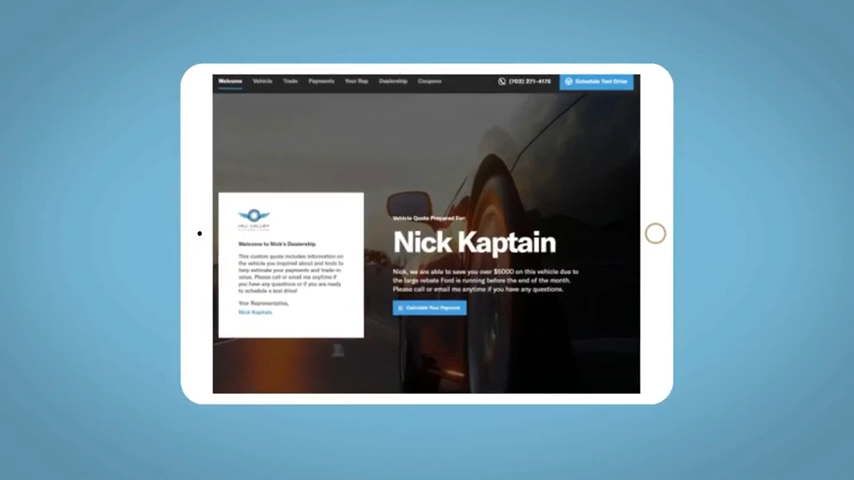 Welcome Vehicle Trade Payments Your Rep Dealership Coupons (702) 271-4178 Schedule Test Drive
HILL VALLEY
Welcome to Nick's Dealership
This custom quote includes information on
the vehicle you inquired about and tools to
help estimate your payments and trade-in
value. Please call or email me anytime if
you have any questions or if you are ready
to schedule a test drive!
Your Representative,
Nick Kaptain
Vehicle Quote Prepared For:
Nick Kaptain
Nick, we are able to save you over $5000 on this vehicle due to
the large rebate Ford is running before the end of the month.
Please call or email me anytime if you have any questions.
Calculate Your Payment